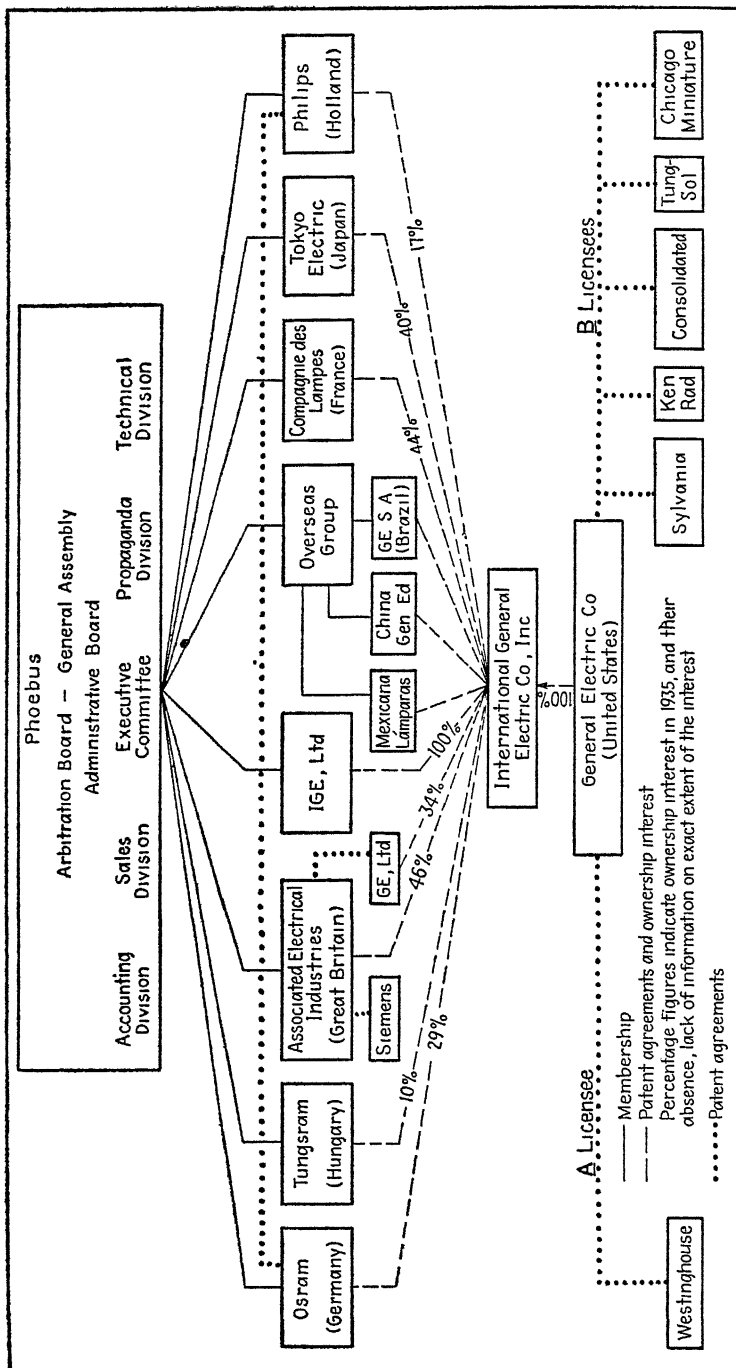 Phoebus
Arbitration Board – General Assembly
Administrative Board
Accounting
Division
Sales
Division
Executive
Committee
Propaganda
Division
Technical
Division
Osram
(Germany)
Tungsram
(Hungary)
Associated Electrical
Industries
(Great Britain)
Siemens
GE, Ltd
IGE, Ltd
Overseas
Group
Mexicana
Lamparas
China
Gen Ed
GE S A
(Brazil)
Compagnie des
Lampes
(France)
Tokyo
Electric
(Japan)
Philips
(Holland)
29%
10%
46%
34%
100%
44%
40%
17%
International General
Electric Co, Inc
100%
General Electric Co
(United States)
A Licensee
B Licensees
Westinghouse
Sylvania
Ken
Rad
Consolidated
Tung-
Sol
Chicago
Miniature
Membership
Patent agreements and ownership interest
Percentage figures indicate ownership interest in 1935, and their
absence, lack of information on exact extent of the interest
Patent agreements